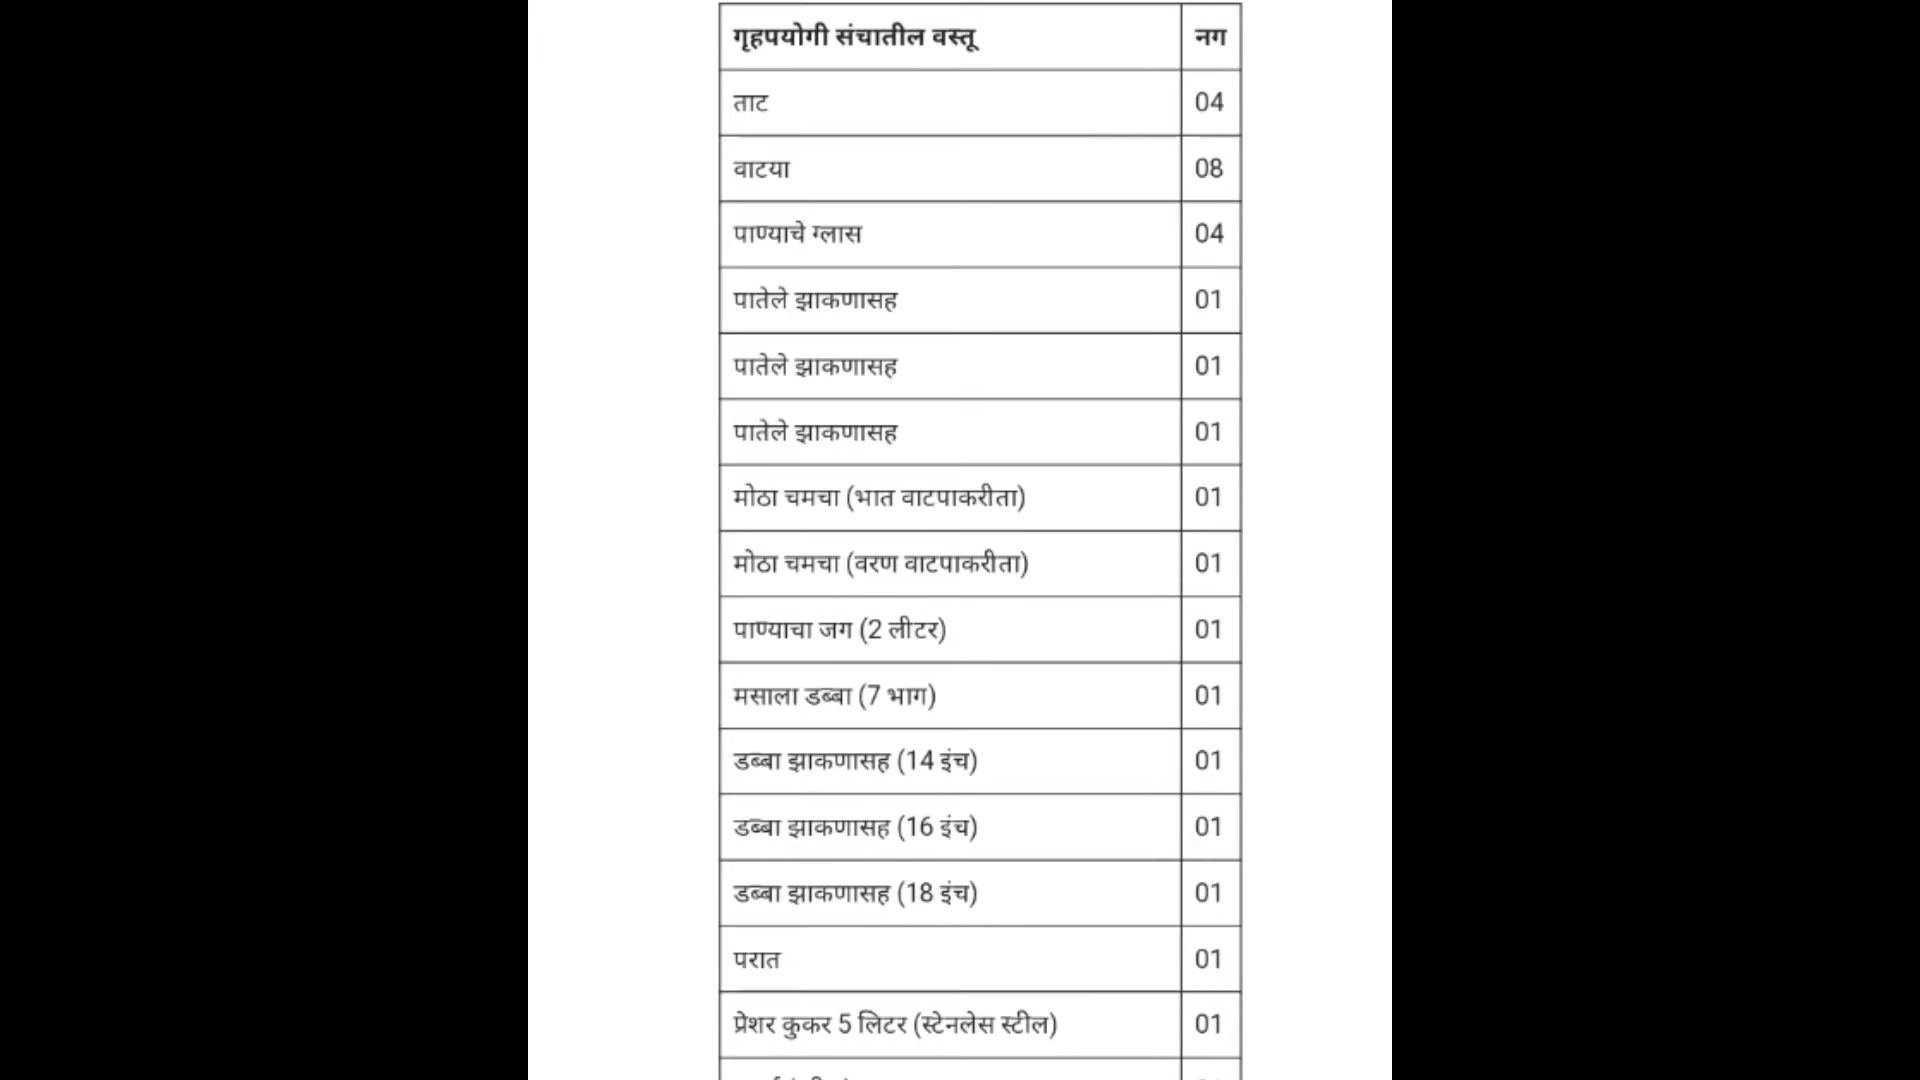 गृहपयोगी संचातील वस्तू नग
ताट 04
वाटया 08
पाण्याचे ग्लास 04
पातेले झाकणासह 01
पातेले झाकणासह 01
पातेले झाकणासह 01
मोठा चमचा (भात वाटपाकरीता) 01
मोठा चमचा (वरण वाटपाकरीता) 01
पाण्याचा जग (2 लीटर) 01
मसाला डब्बा (7 भाग) 01
डब्बा झाकणासह (14 इंच) 01
डब्बा झाकणासह (16 इंच) 01
डब्बा झाकणासह (18 इंच) 01
परात 01
प्रेशर कुकर 5 लिटर (स्टेनलेस स्टील) 01